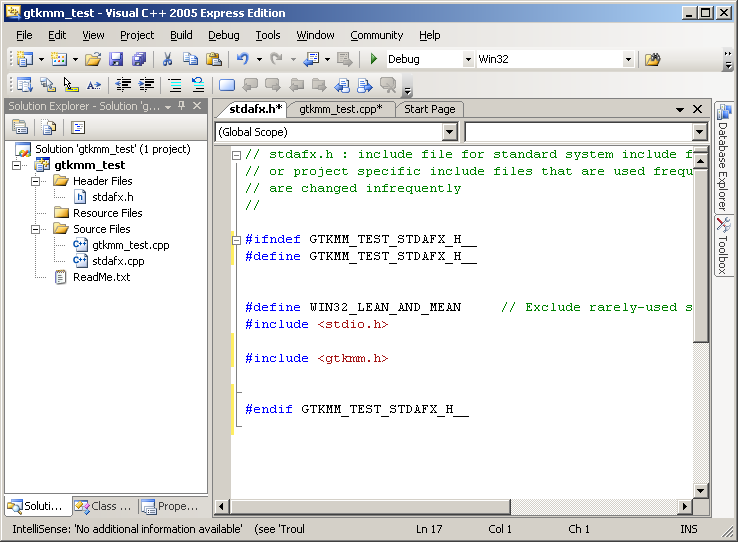 gtkmm_test - Visual C++ 2005 Express Edition
File Edit View Project Build Debug Tools Window Community Help
Debug Win32
Solution Explorer - Solution 'g...
stdafx.h* gtkmm_test.cpp* Start Page
(Global Scope)
Solution 'gtkmm_test' (1 project)
gtkmm_test
Header Files
stdafx.h
Resource Files
Source Files
gtkmm_test.cpp
stdafx.cpp
ReadMe.txt
// stdafx.h : include file for standard system include f
// or project specific include files that are used frequ
// are changed infrequently
//
#ifndef GTKMM_TEST_STDAFX_H__
#define GTKMM_TEST_STDAFX_H__
#define WIN32_LEAN_AND_MEAN // Exclude rarely-used s
#include <stdio.h>
#include <gtkmm.h>
#endif GTKMM_TEST_STDAFX_H__
Database Explorer
Toolbox
Soluti... Class ... Prope...
IntelliSense: 'No additional information available' (see 'Troul Ln 17 Col 1 Ch 1 INS